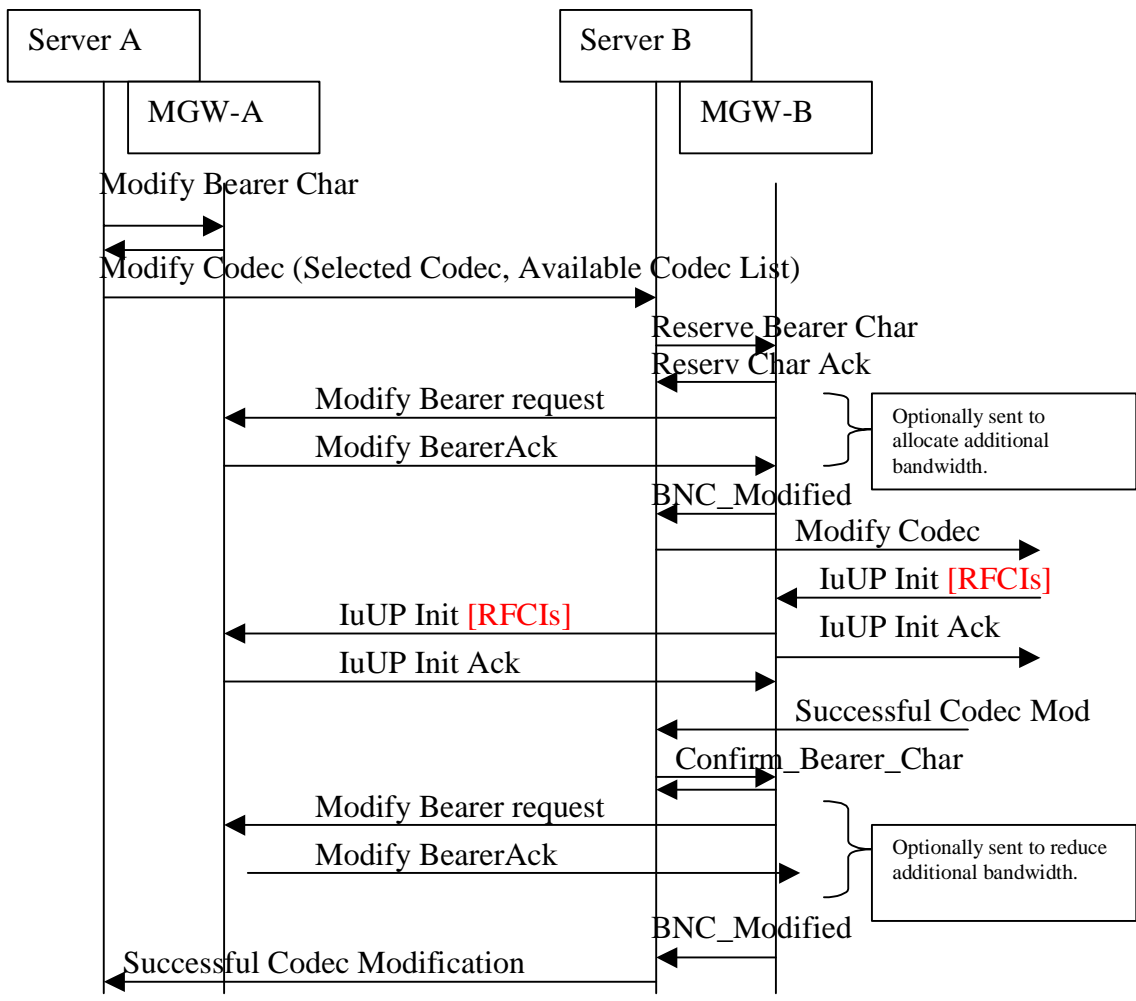 Server A
Server B
MGW-A
MGW-B
Modify Bearer Char
Modify Codec (Selected Codec, Available Codec List)
Reserve Bearer Char
Reserv Char Ack
Modify Bearer request
Optionally sent to
allocate additional
bandwidth.
Modify BearerAck
BNC_Modified
Modify Codec
IuUP Init [RFCIs]
IuUP Init [RFCIs]
IuUP Init Ack
IuUP Init Ack
Successful Codec Mod
Confirm_Bearer_Char
Modify Bearer request
Optionally sent to reduce
additional bandwidth.
Modify BearerAck
BNC_Modified
Successful Codec Modification